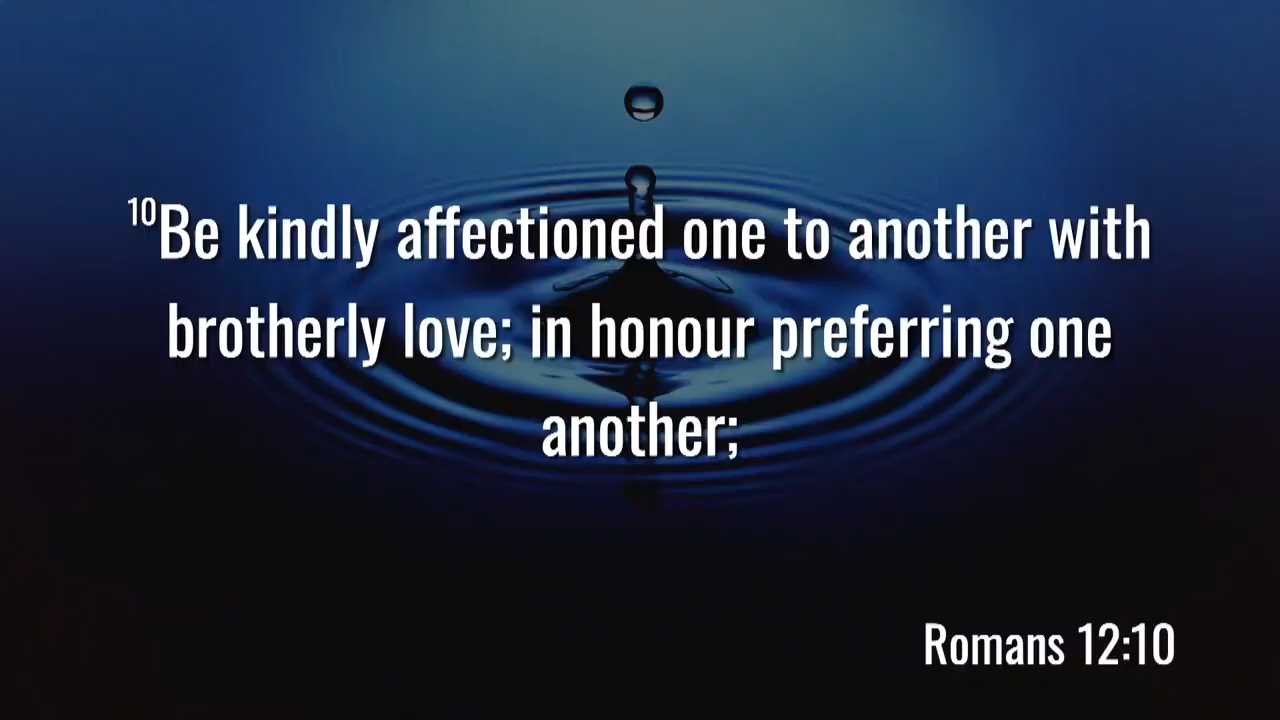 ¹⁰Be kindly affectioned one to another with
brotherly love; in honour preferring one
another;
Romans 12:10